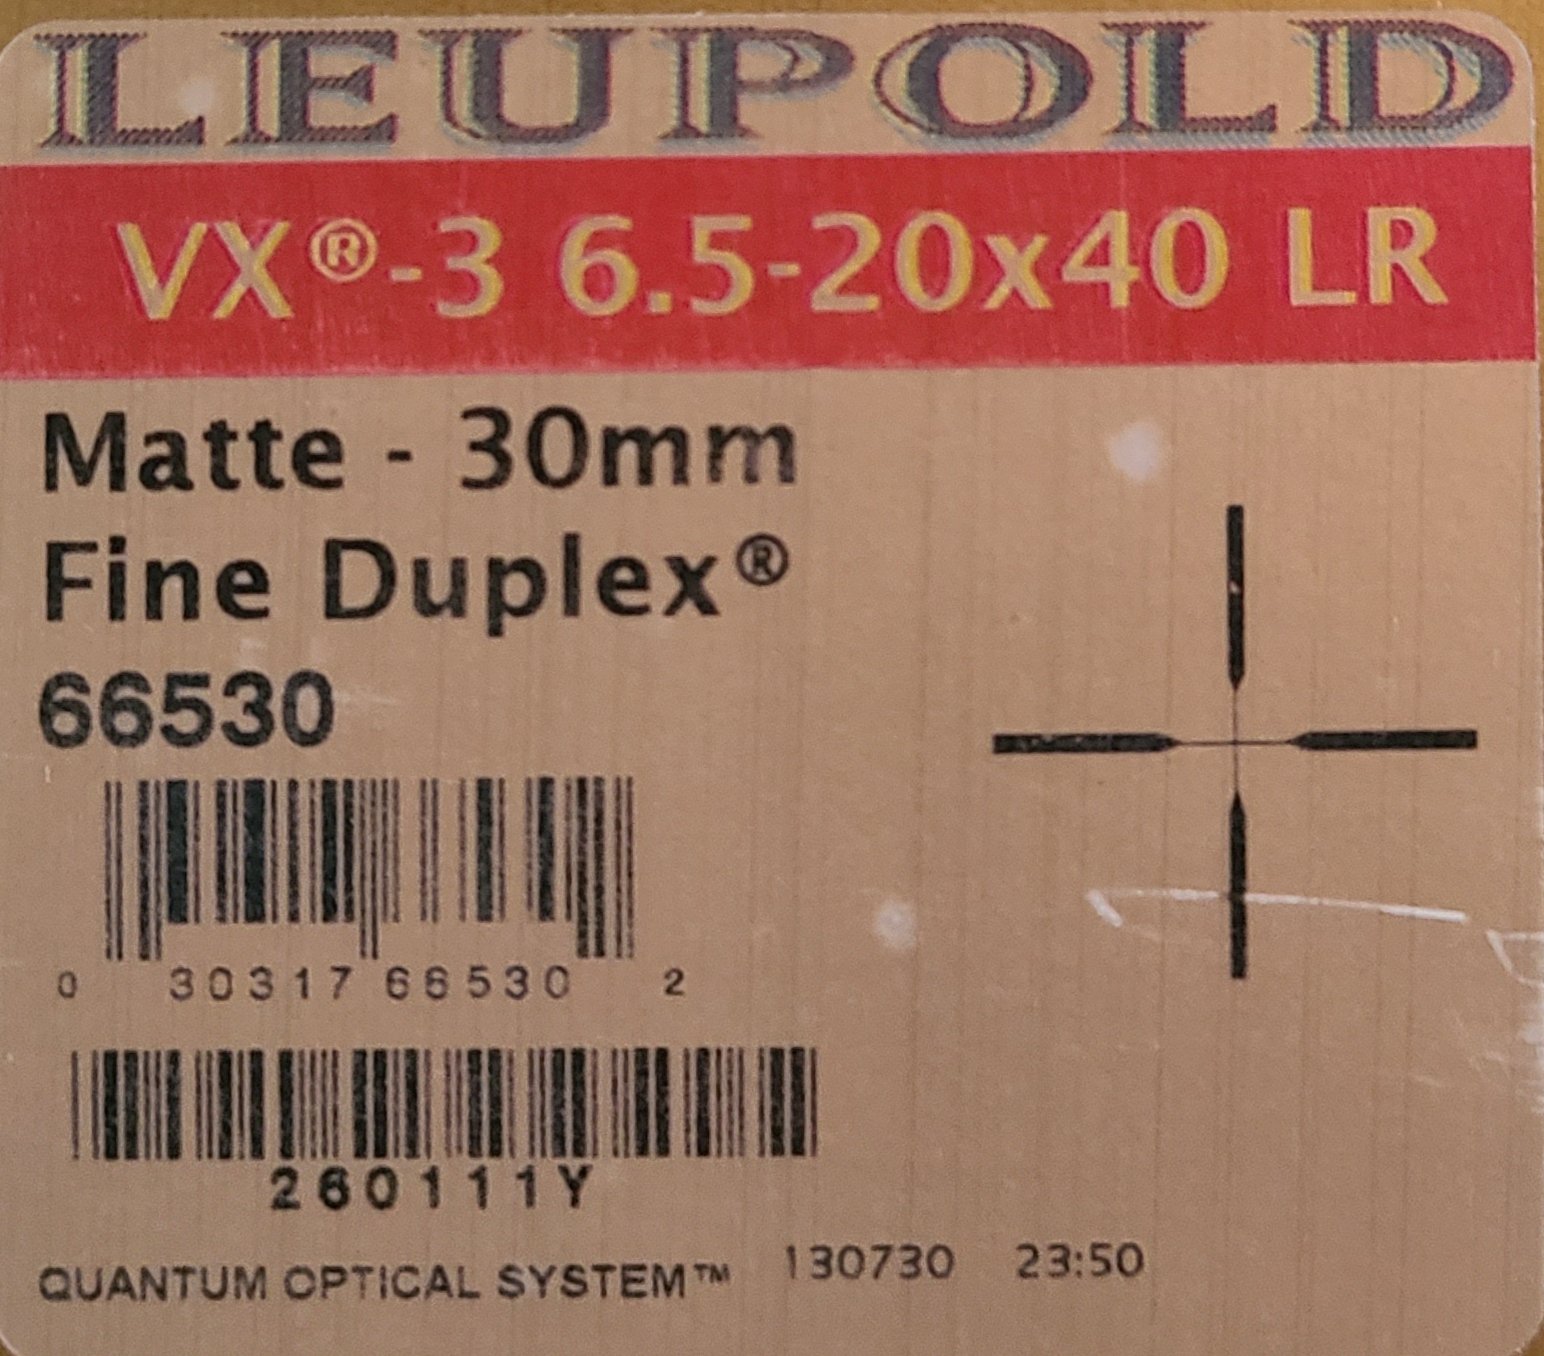 LEUPOLD
VX®-3 6.5-20x40 LR
Matte - 30mm
Fine Duplex®
66530
0 30317 66530 2
260111Y
QUANTUM OPTICAL SYSTEM™ 130730 23:50